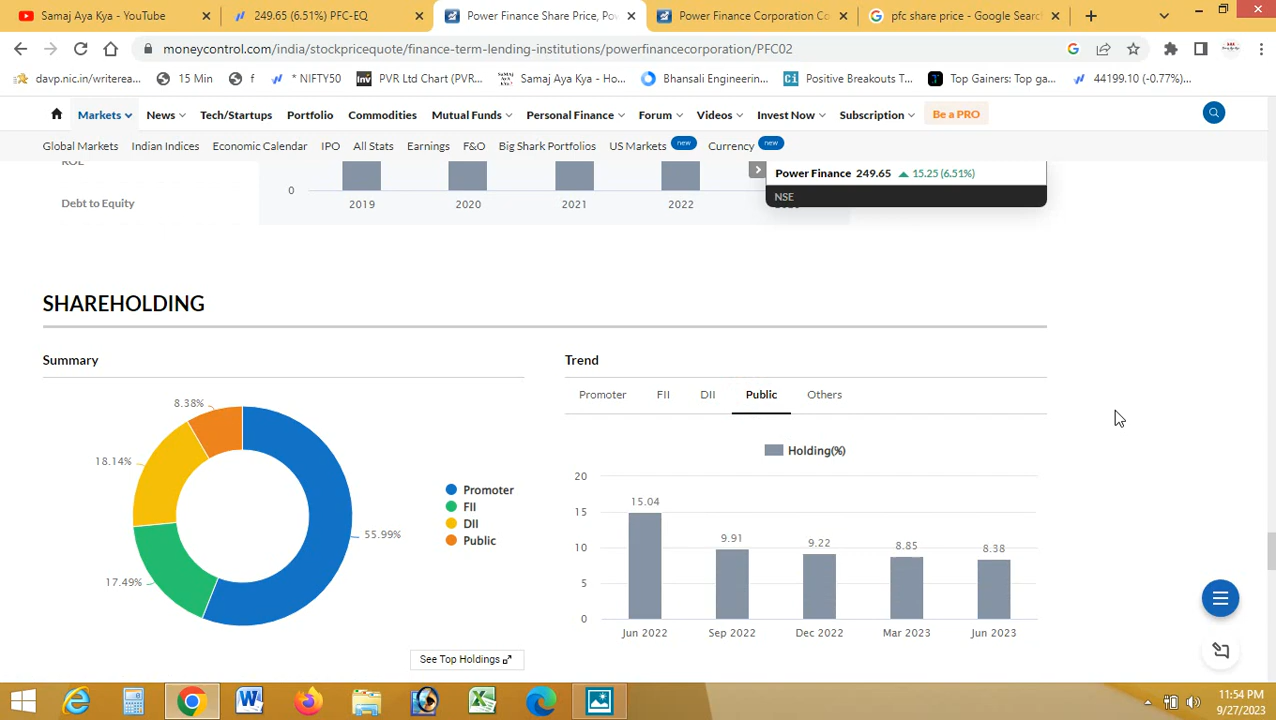 Samaj Aya Kya - YouTube
249.65 (6.51%) PFC-EQ
Power Finance Share Price, Po
Power Finance Corporation Co
pfc share price - Google Searc
moneycontrol.com/india/stockpricequote/finance-term-lending-institutions/powerfinancecorporation/PFC02
davp.nic.in/writerea...
15 Min
f
* NIFTY50
PVR Ltd Chart (PVR...
Samaj Aya Kya - Ho...
Bhansali Engineerin...
Positive Breakouts T...
Top Gainers: Top ga...
44199.10 (-0.77%)...
Markets
News
Tech/Startups
Portfolio
Commodities
Mutual Funds
Personal Finance
Forum
Videos
Invest Now
Subscription
Be a PRO
Global Markets
Indian Indices
Economic Calendar
IPO
All Stats
Earnings
F&O
Big Shark Portfolios
US Markets
new
Currency
new
ROE
Debt to Equity
0
2019
2020
2021
2022
Power Finance 249.65 15.25 (6.51%)
NSE
SHAREHOLDING
Summary
8.38%
18.14%
17.49%
55.99%
Promoter
FII
DII
Public
See Top Holdings
Trend
Promoter
FII
DII
Public
Others
Holding(%)
20
15
10
5
0
15.04
9.91
9.22
8.85
8.38
Jun 2022
Sep 2022
Dec 2022
Mar 2023
Jun 2023
11:54 PM
9/27/2023